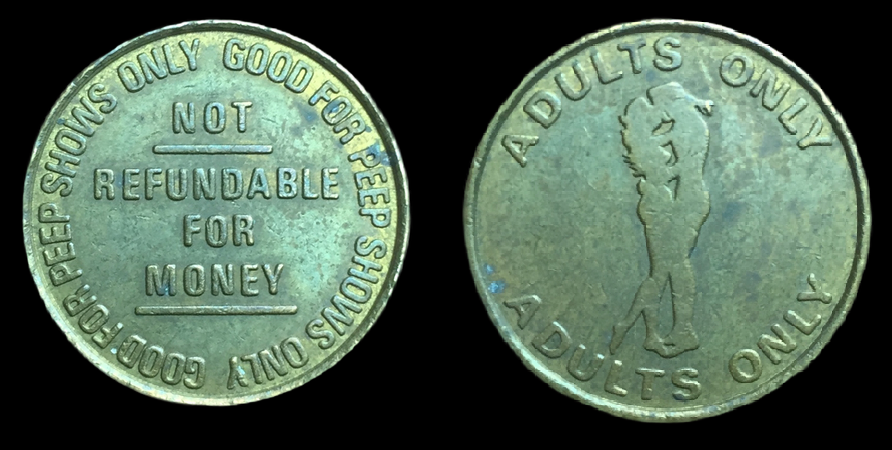 GOOD FOR PEEP SHOWS ONLY
GOOD FOR PEEP SHOWS ONLY
NOT
REFUNDABLE
FOR
MONEY
ADULTS ONLY
ADULTS ONLY